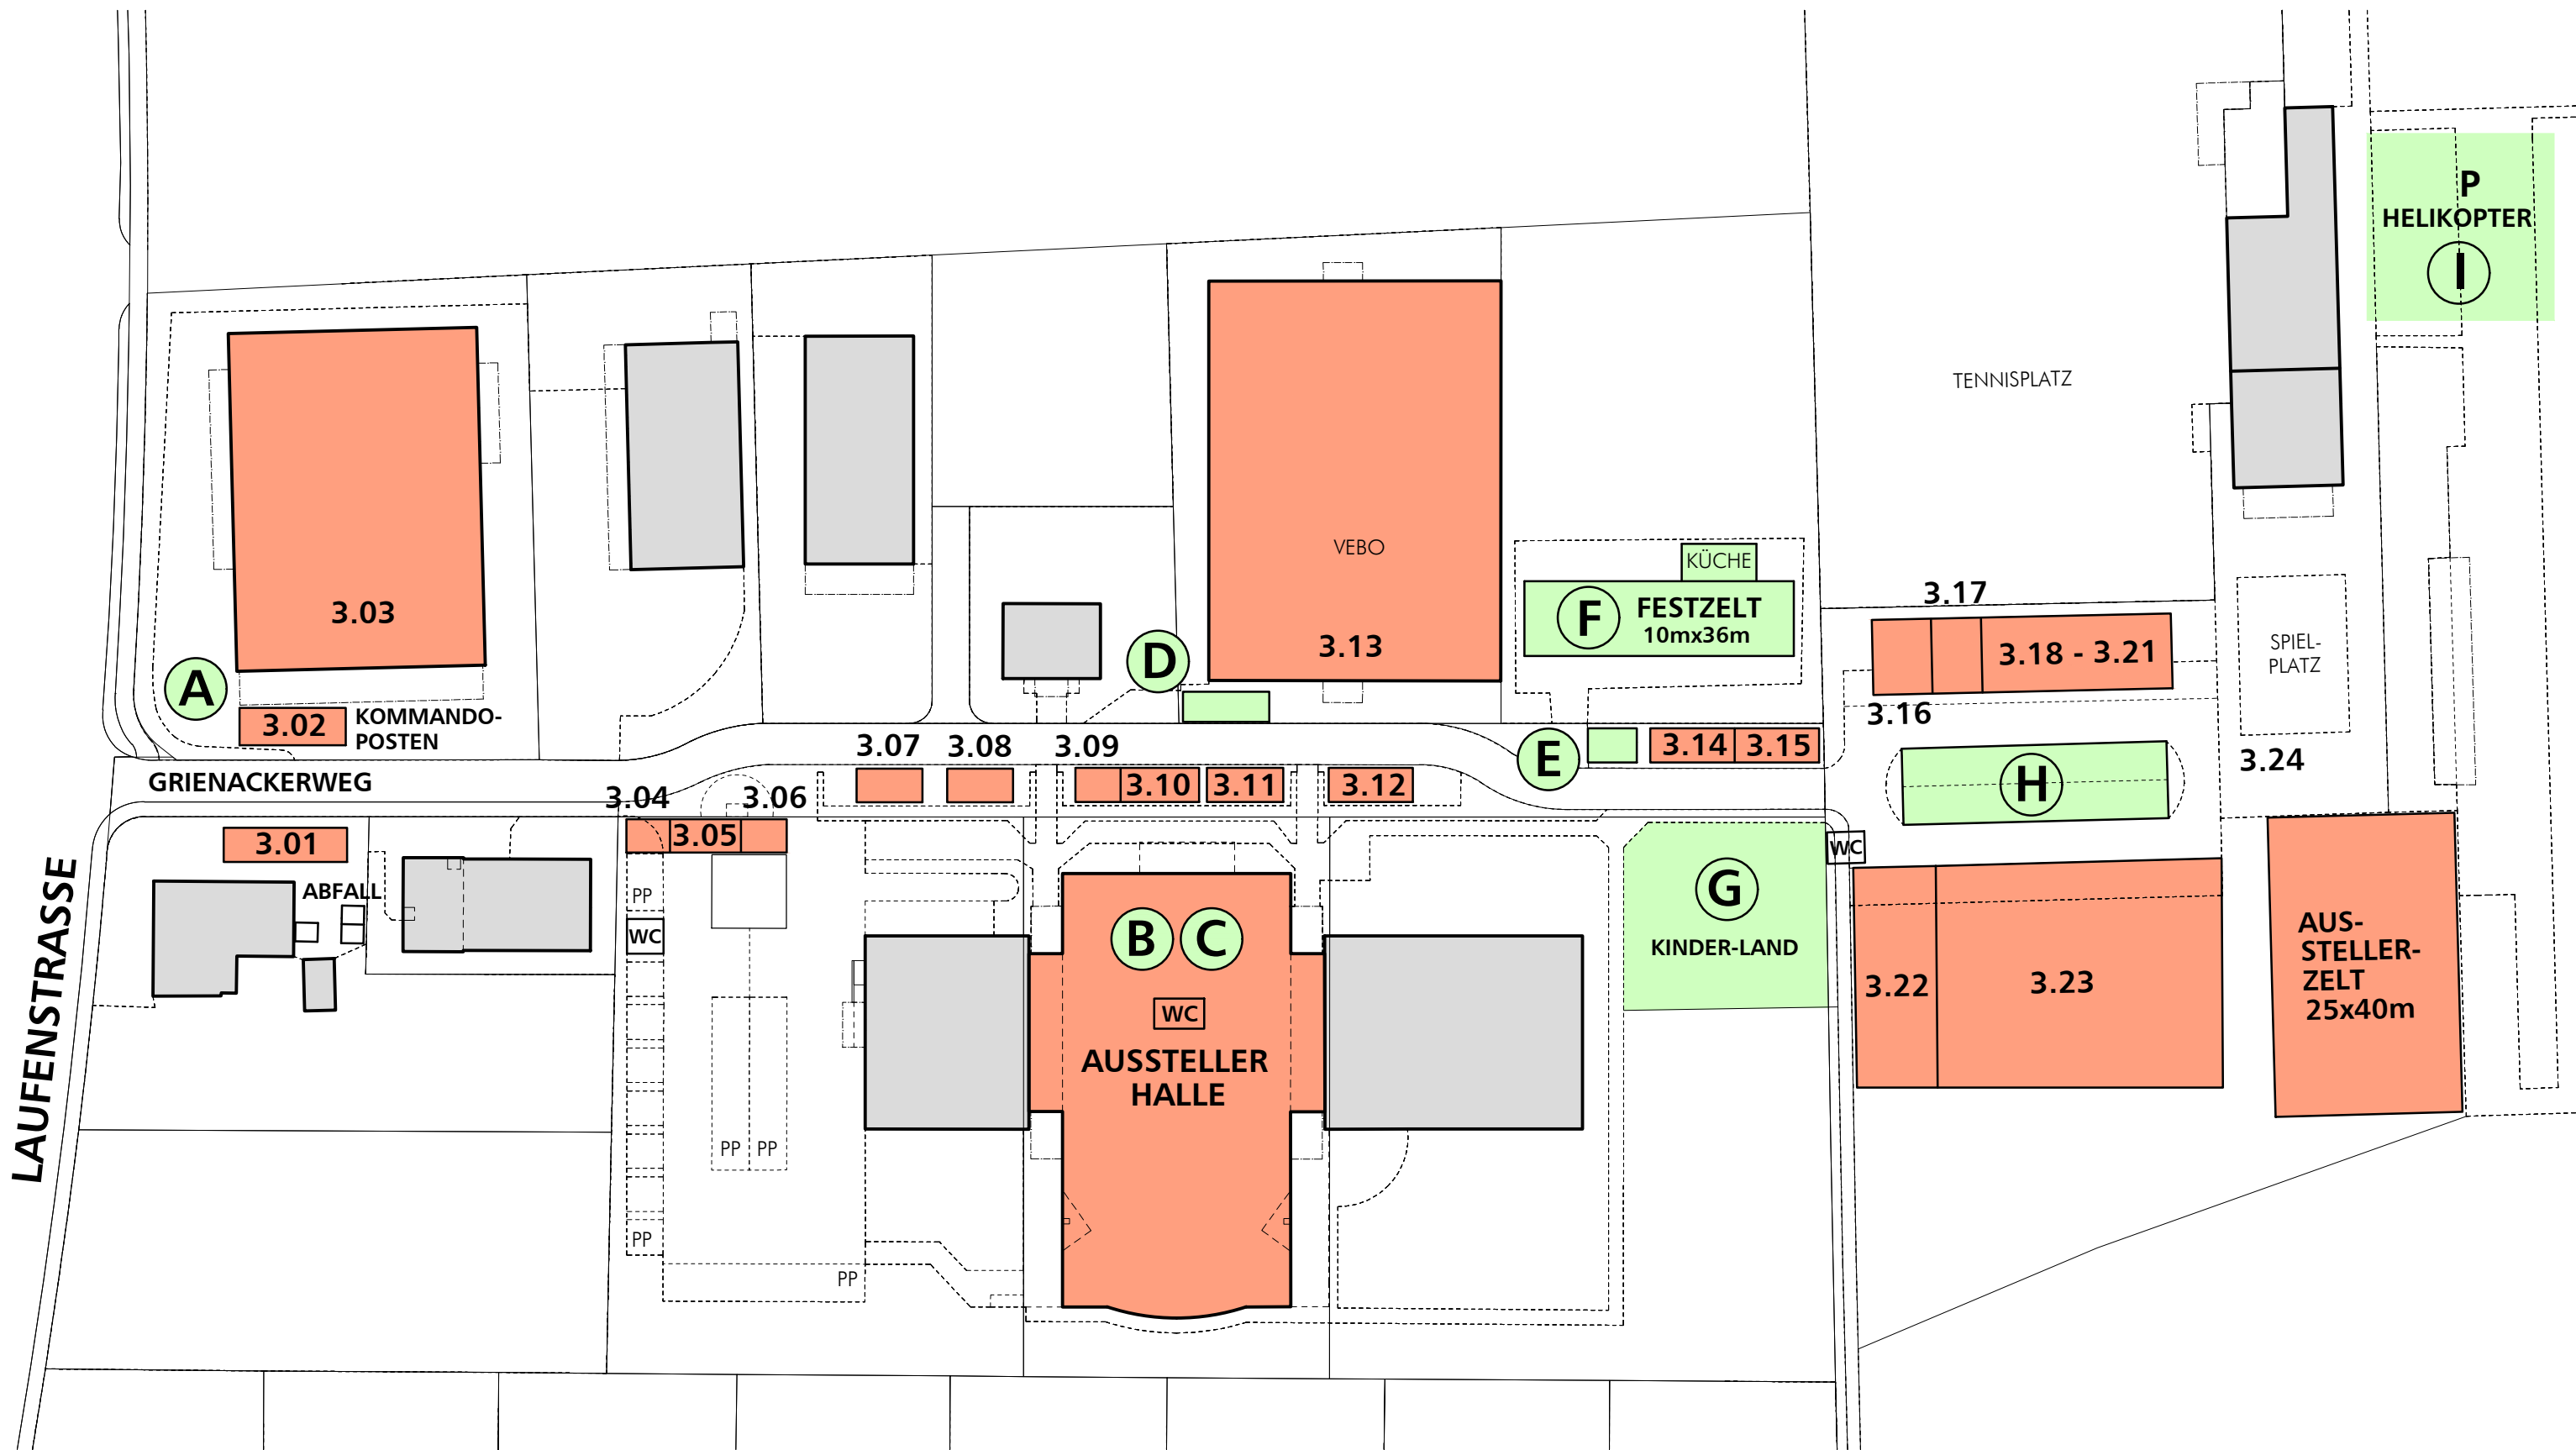 P
HELIKOPTER
I
TENNISPLATZ
VEBO
KÜCHE
F
FESTZELT
10mx36m
3.17
3.03
3.13
D
3.18 - 3.21
SPIEL-
PLATZ
A
3.02
KOMMANDO-
POSTEN
3.16
3.07
3.08
3.09
E
3.14
3.15
3.24
GRIENACKERWEG
3.04
3.06
3.10
3.11
3.12
H
3.01
3.05
WC
ABFALL
PP
G
WC
B
C
KINDER-LAND
AUS-
STELLER-
ZELT
25x40m
3.22
3.23
WC
AUSSTELLER
HALLE
LAUFENSTRASSE
PP
PP
PP
PP